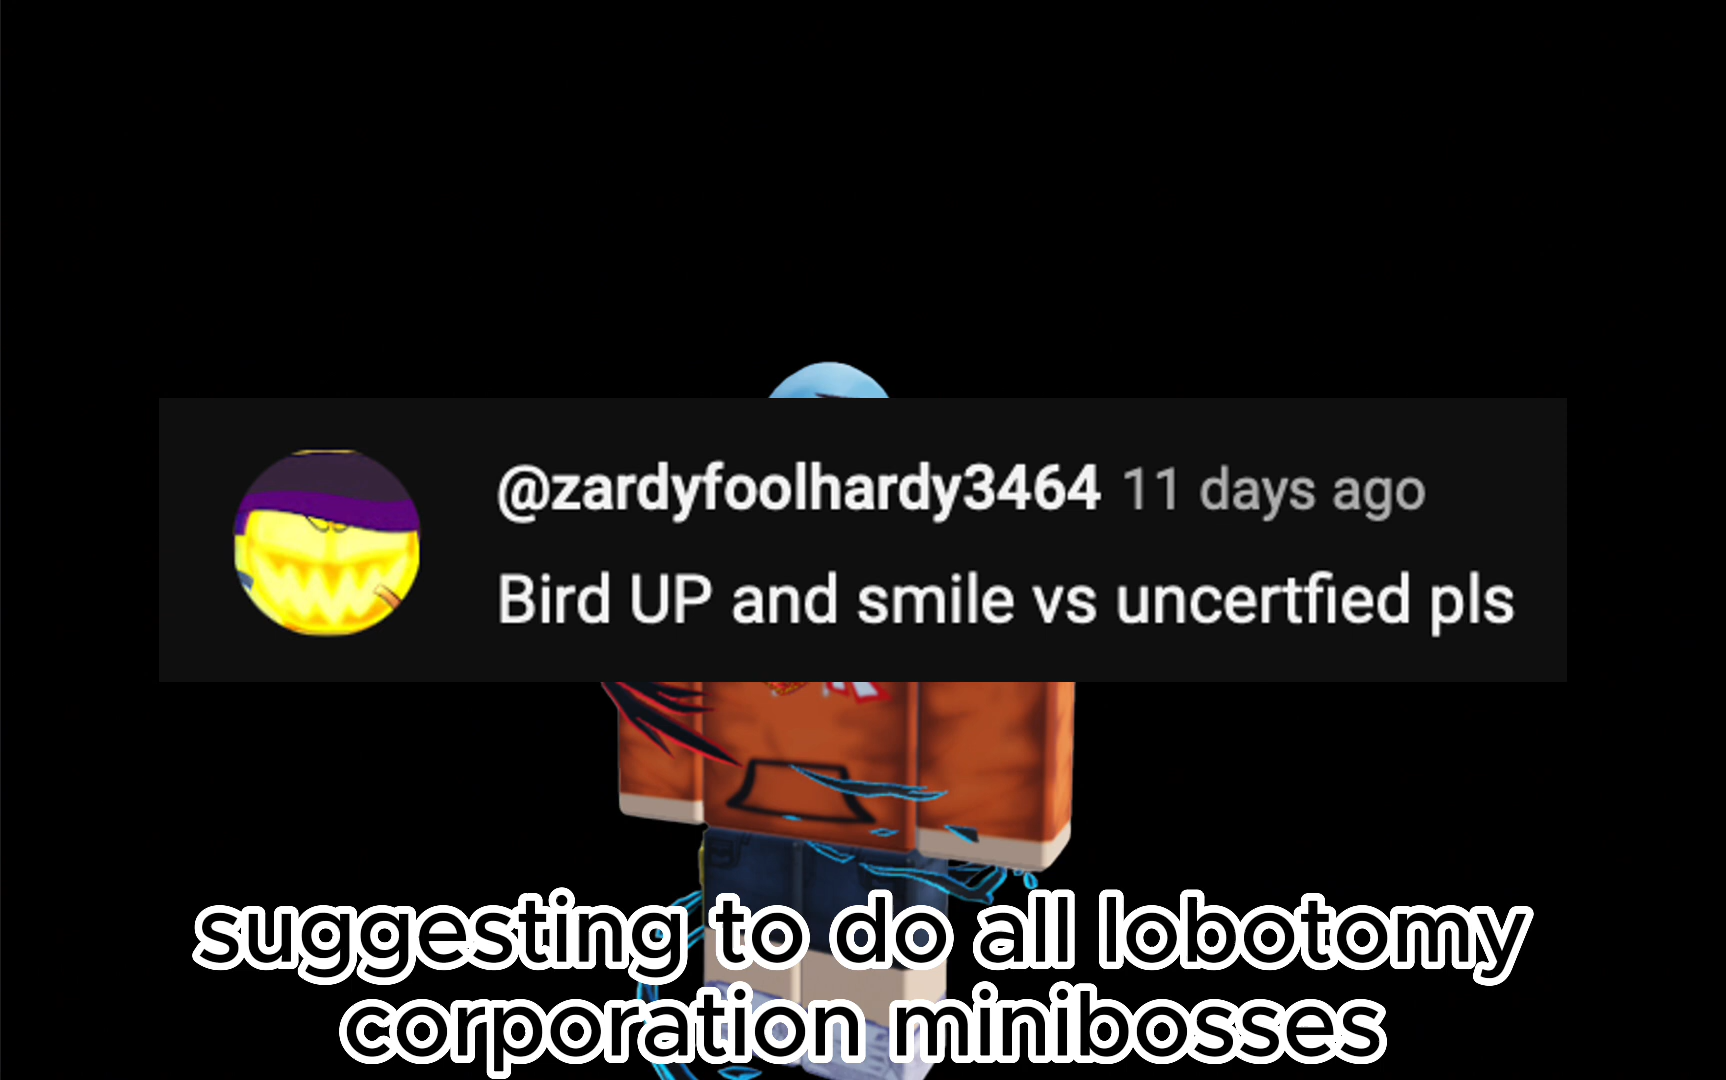 @zardyfoolhardy3464 11 days ago
Bird UP and smile vs uncertfied pls
suggesting to do all lobotomy
corporation minibosses